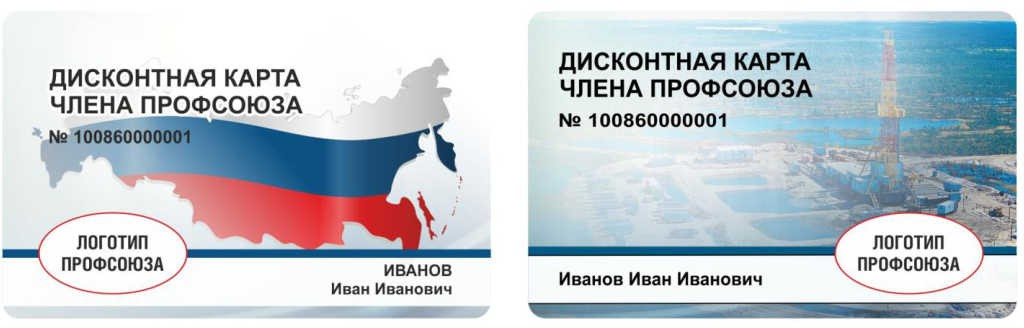 ДИСКОНТНАЯ КАРТА
ЧЛЕНА ПРОФСОЮЗА
№ 100860000001
ЛОГОТИП
ПРОФСОЮЗА
ИВАНОВ
Иван Иванович
ДИСКОНТНАЯ КАРТА
ЧЛЕНА ПРОФСОЮЗА
№ 100860000001
ЛОГОТИП
ПРОФСОЮЗА
Иванов Иван Иванович